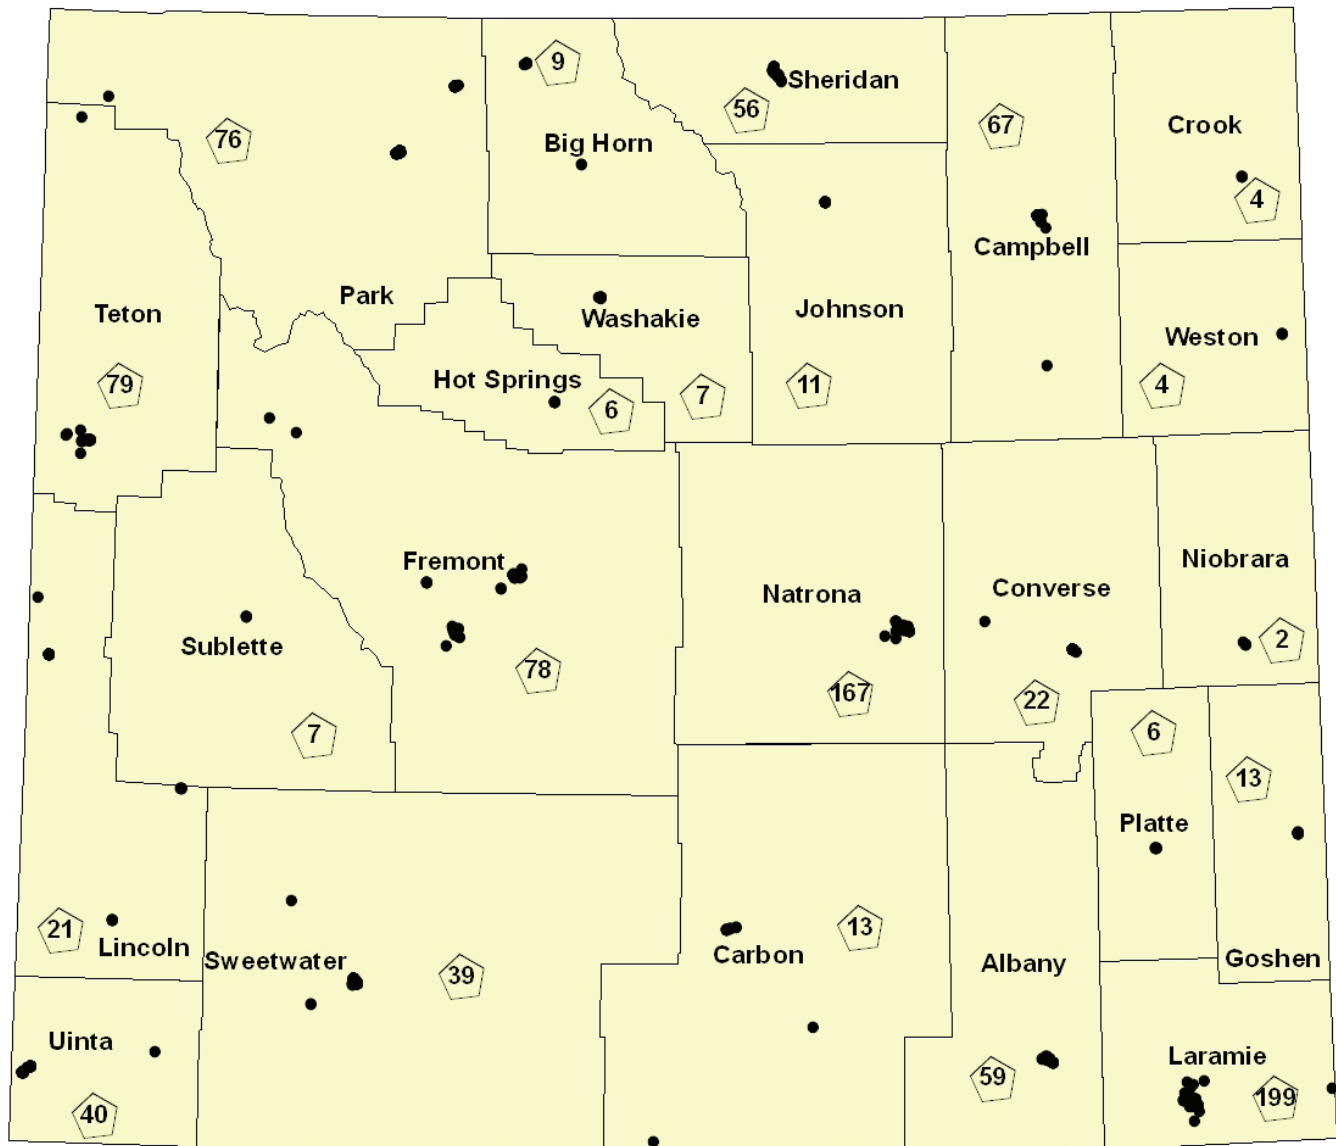 9
Sheridan
56
76
67
Crook
Big Horn
4
Campbell
Park
Teton
Washakie
Johnson
Weston
Hot Springs
79
6
7
11
4
Fremont
Niobrara
Natrona
Converse
Sublette
2
78
167
22
7
6
13
Platte
21
Lincoln
Sweetwater
39
Carbon
13
Albany
Goshen
Uinta
Laramie
59
199
40